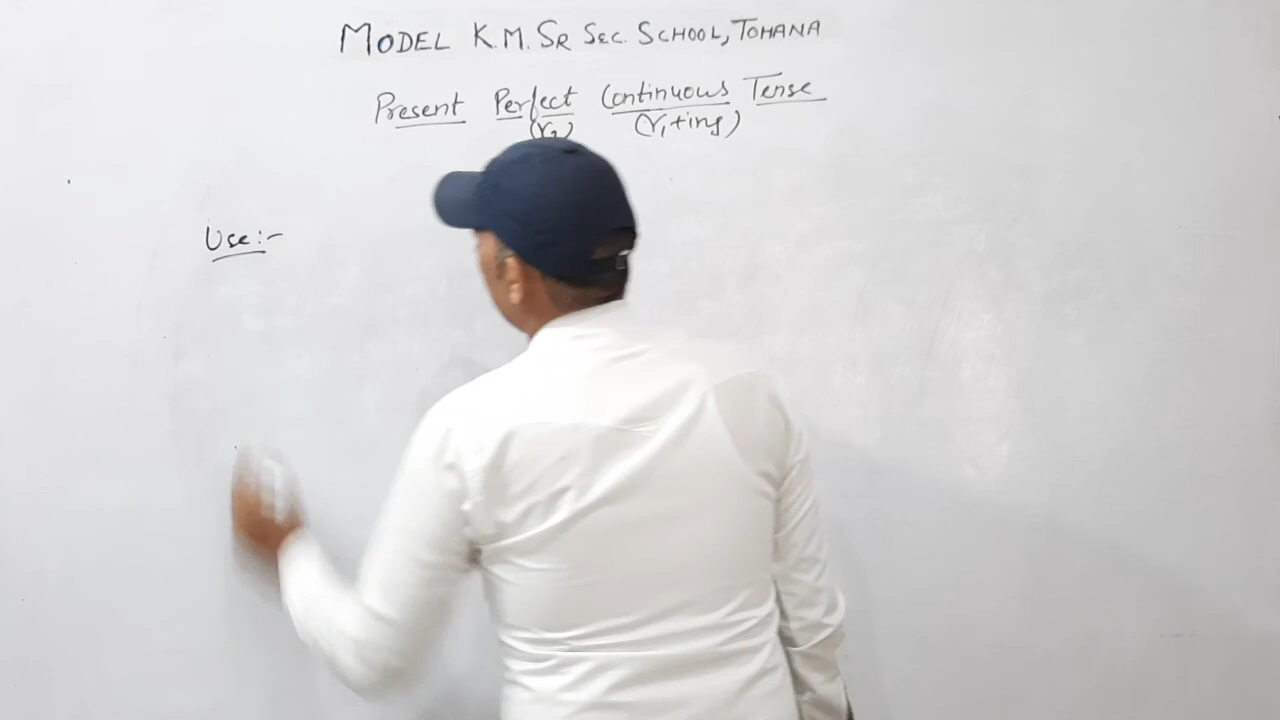 MODEL K.M. SR SEC. SCHOOL, TOHANA
Present Perfect Continuous Tense
(V3) (V1+ing)
Use:-